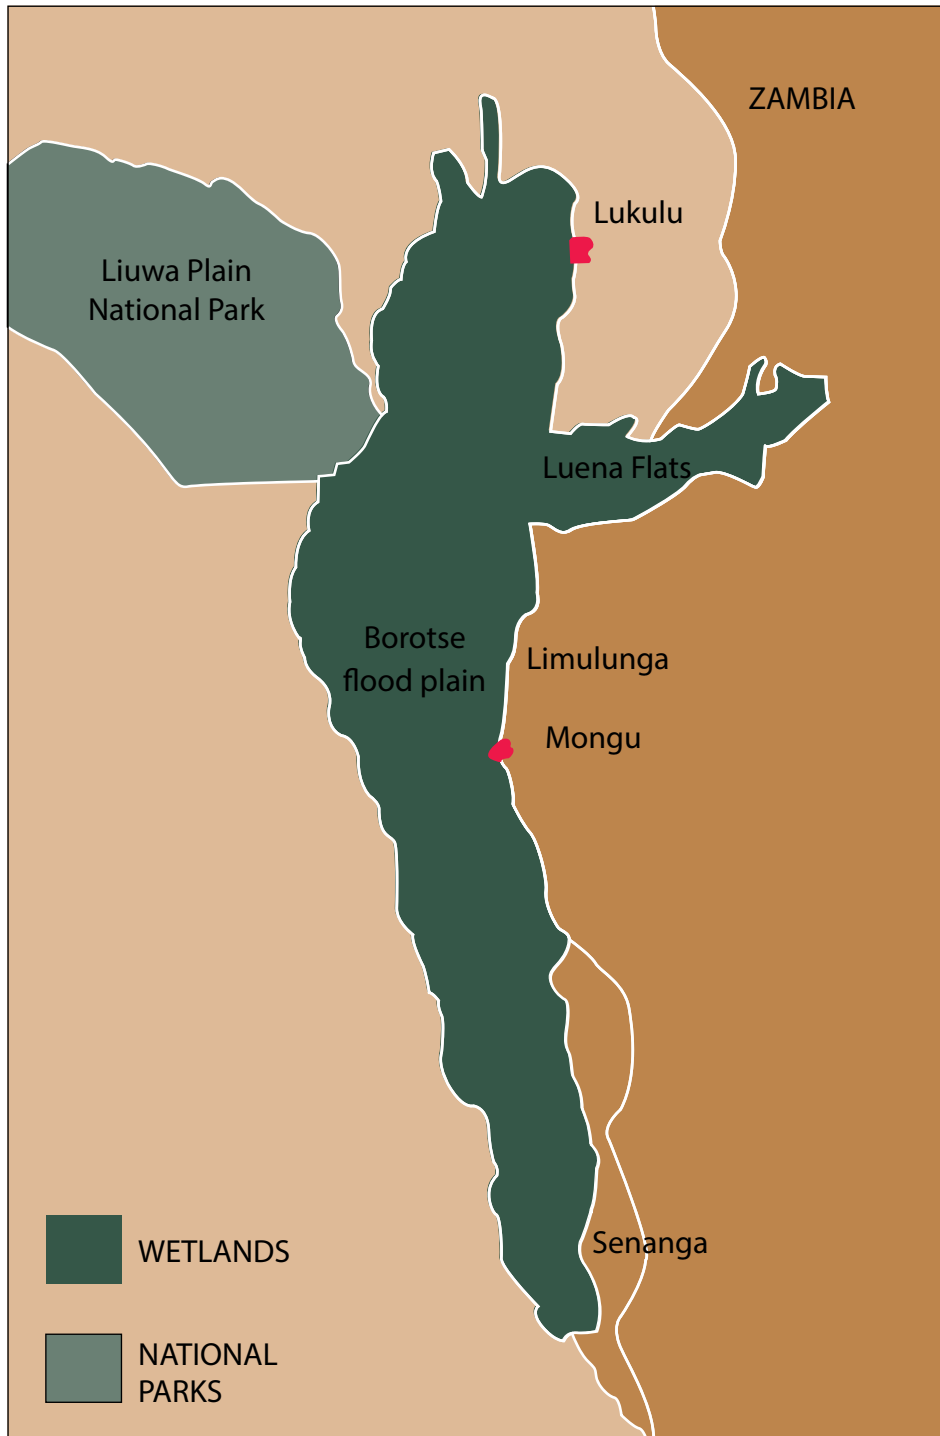 ZAMBIA
Lukulu
Liuwa Plain
National Park
Luena Flats
Borotse
flood plain
Limulunga
Mongu
Senanga
WETLANDS
NATIONAL
PARKS